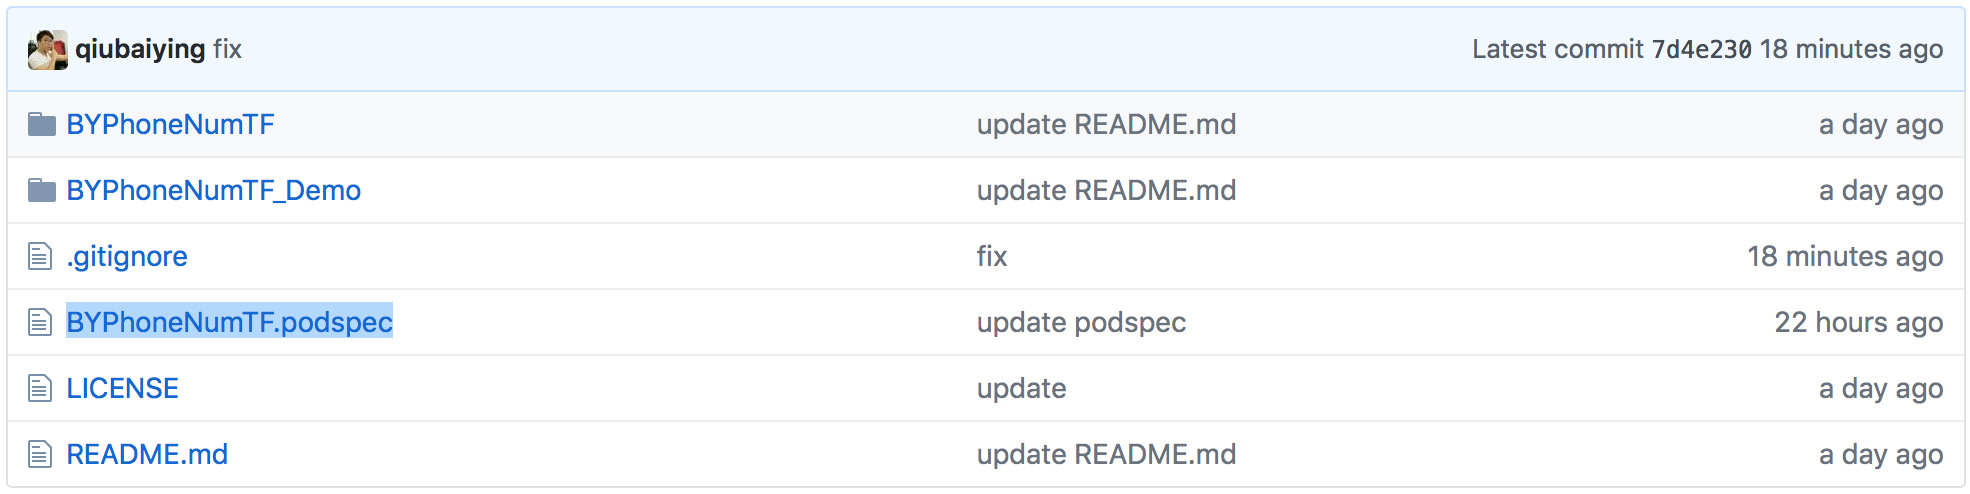 qiubaiying fix Latest commit 7d4e230 18 minutes ago
BYPhoneNumTF update README.md a day ago
BYPhoneNumTF_Demo update README.md a day ago
.gitignore fix 18 minutes ago
BYPhoneNumTF.podspec update podspec 22 hours ago
LICENSE update a day ago
README.md update README.md a day ago